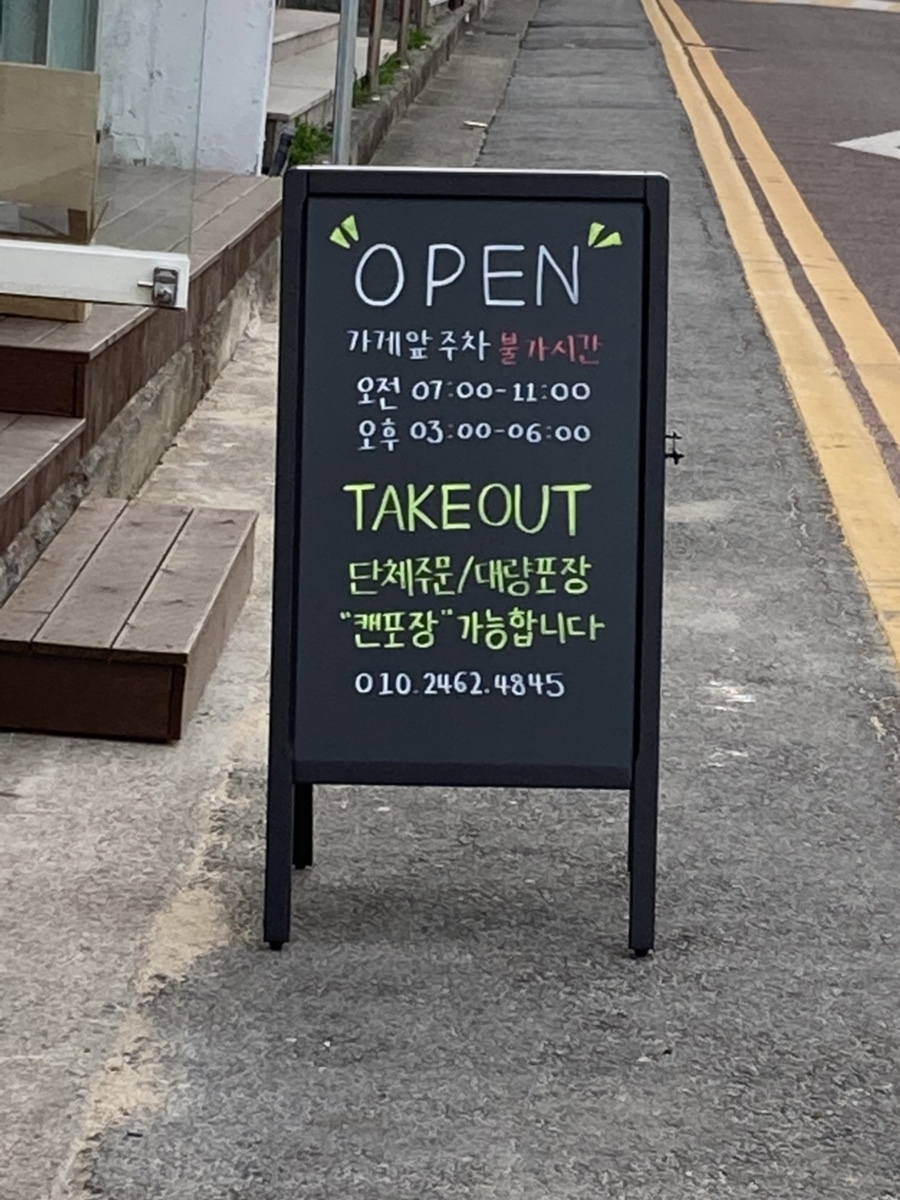 OPEN
가게앞 주차 불가시간
오전 07:00-11:00
오후 03:00-06:00
TAKEOUT
단체주문/대량포장
"캔포장" 가능합니다
010.2462.4845